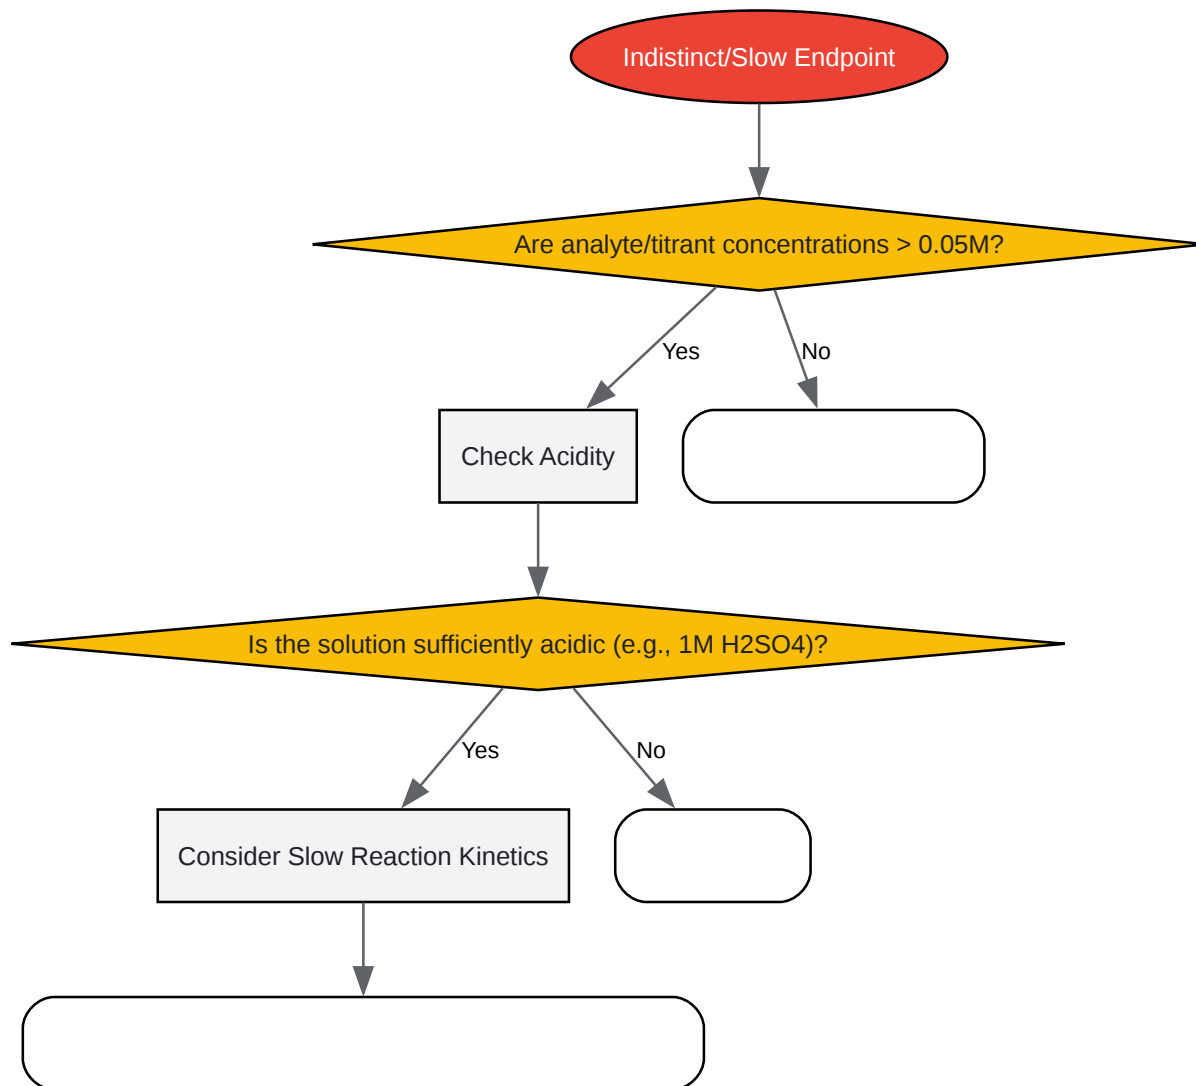 Indistinct/Slow Endpoint
Are analyte/titrant concentrations > 0.05M?
Yes
No
Check Acidity
Is the solution sufficiently acidic (e.g., 1M H2SO4)?
Yes
No
Consider Slow Reaction Kinetics